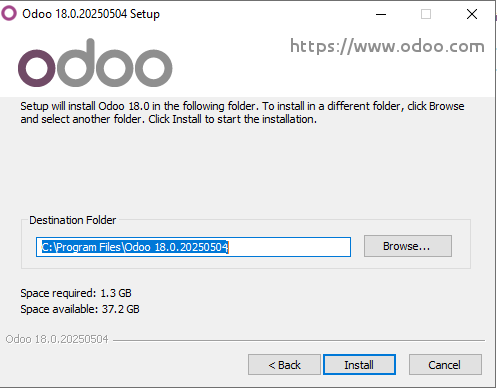 Odoo 18.0.20250504 Setup
https://www.odoo.com
odoo
Setup will install Odoo 18.0 in the following folder. To install in a different folder, click Browse
and select another folder. Click Install to start the installation.
Destination Folder
C:\Program Files\Odoo 18.0.20250504
Browse...
Space required: 1.3 GB
Space available: 37.2 GB
Odoo 18.0.20250504
< Back
Install
Cancel